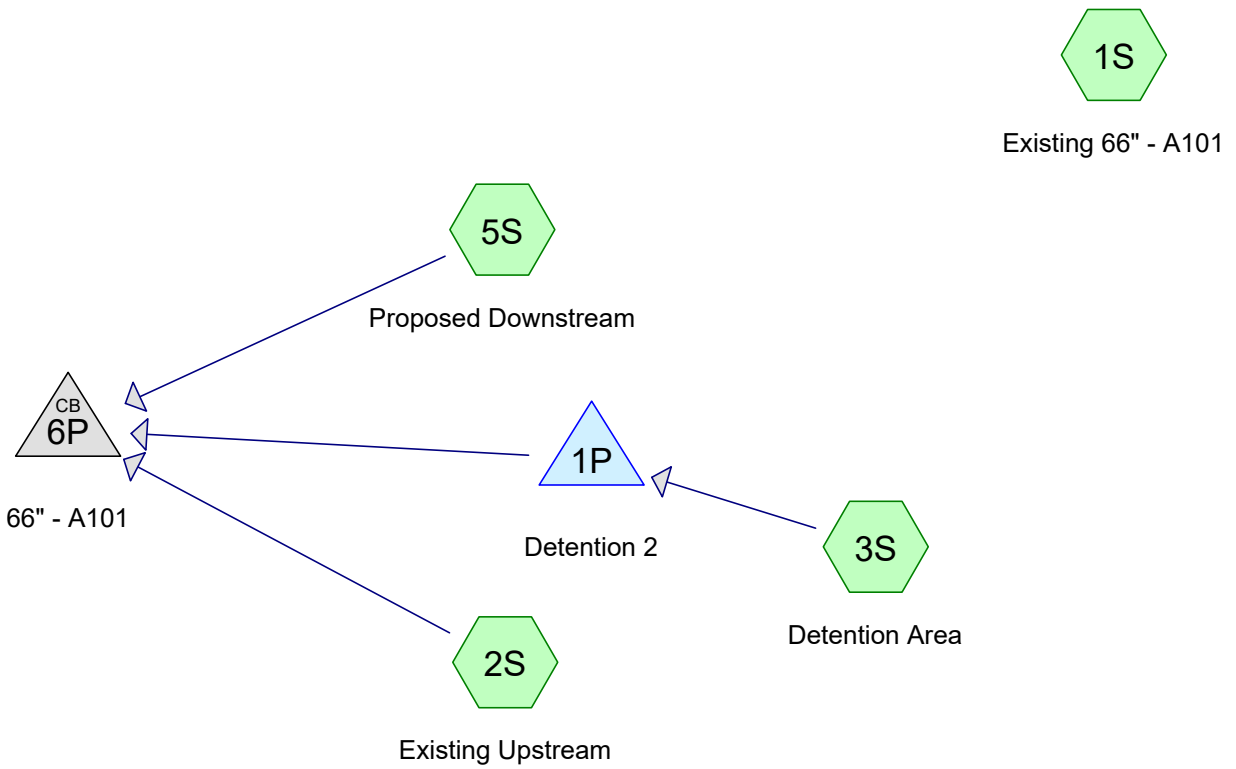 1S
Existing 66" - A101
5S
Proposed Downstream
CB
6P
66" - A101
1P
Detention 2
3S
Detention Area
2S
Existing Upstream